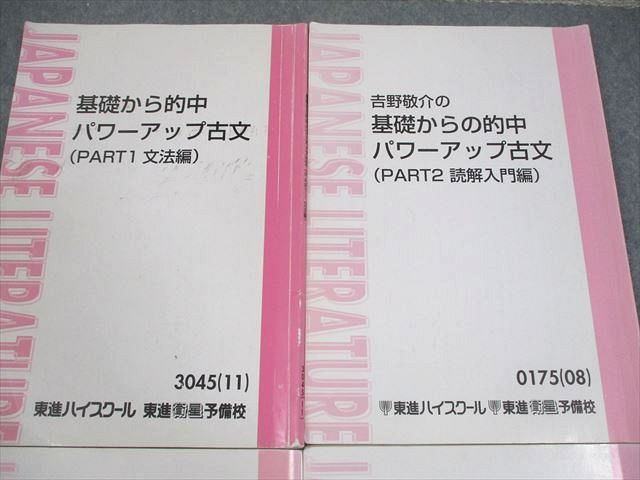 JAPANESE LITERATURE
基礎から的中
パワーアップ古文
(PART1 文法編)
3045(11)
東進ハイスクール 東進衛星予備校
JAPANESE LITERATURE
吉野敬介の
基礎からの的中
パワーアップ古文
(PART2 読解入門編)
0175(08)
東進ハイスクール 東進衛星予備校